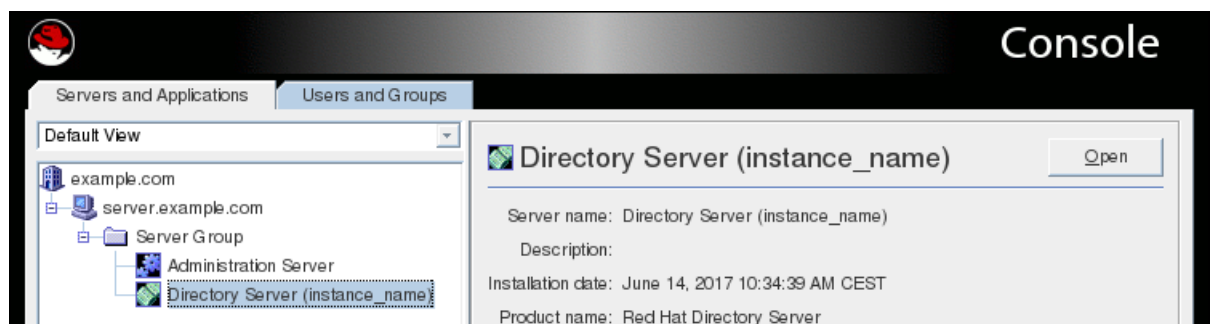 Console
Servers and Applications
Users and Groups
Default View
example.com
server.example.com
Server Group
Administration Server
Directory Server (instance_name)
Directory Server (instance_name)
Open
Server name: Directory Server (instance_name)
Description:
Installation date: June 14, 2017 10:34:39 AM CEST
Product name: Red Hat Directory Server